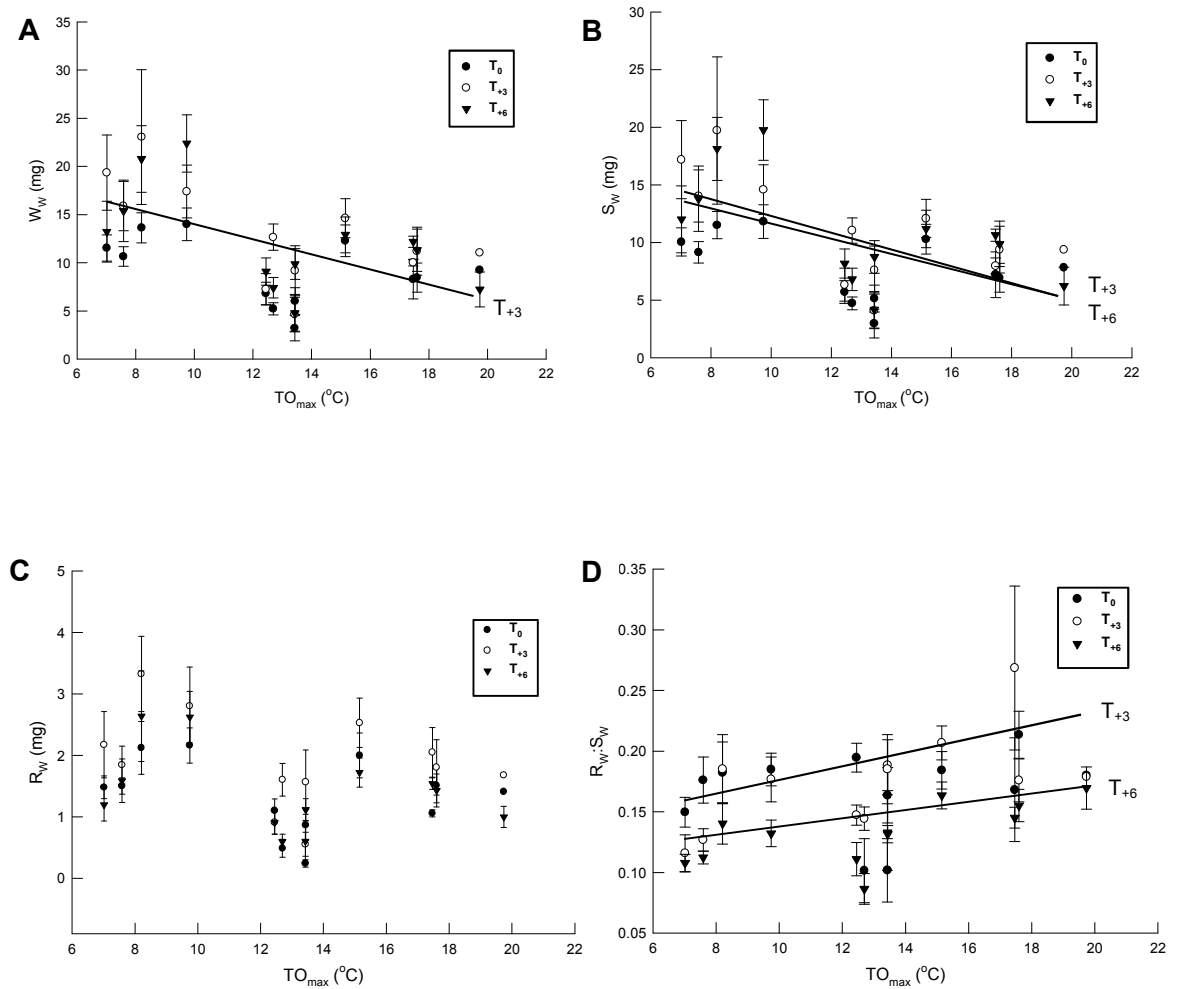 A
W_W (mg)
35
30
25
20
15
10
5
0
T_0
T_+3
T_+6
T_+3
6 8 10 12 14 16 18 20 22
TO_max (°C)
B
S_W (mg)
30
25
20
15
10
5
0
T_0
T_+3
T_+6
T_+3
T_+6
6 8 10 12 14 16 18 20 22
TO_max (°C)
C
R_W (mg)
5
4
3
2
1
0
T_0
T_+3
T_+6
6 8 10 12 14 16 18 20 22
TO_max (°C)
D
R_W:S_W
0.35
0.30
0.25
0.20
0.15
0.10
0.05
T_0
T_+3
T_+6
T_+3
T_+6
6 8 10 12 14 16 18 20 22
TO_max (°C)